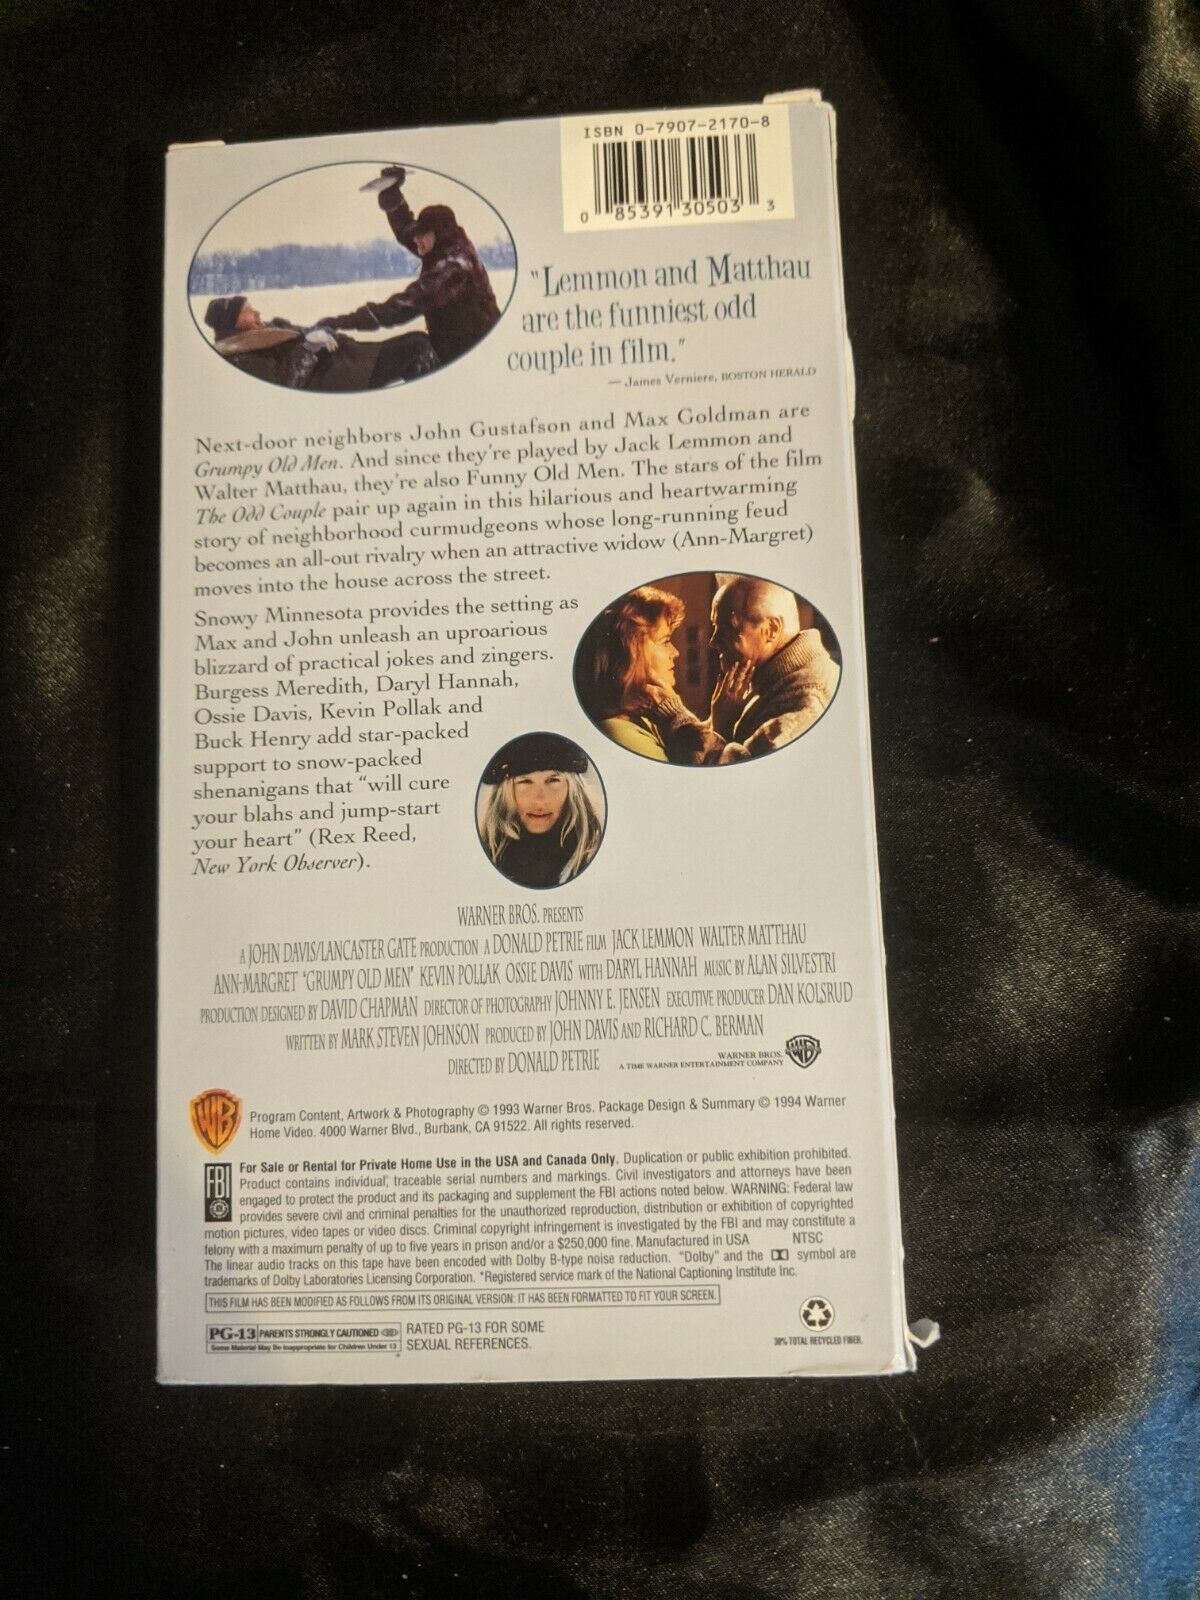 ISBN 0-7907-2170-8
0 85391 30503 3
"Lemmon and Matthau
are the funniest odd
couple in film."
— James Verniere, BOSTON HERALD
Next-door neighbors John Gustafson and Max Goldman are
Grumpy Old Men. And since they're played by Jack Lemmon and
Walter Matthau, they're also Funny Old Men. The stars of the film
The Odd Couple pair up again in this hilarious and heartwarming
story of neighborhood curmudgeons whose long-running feud
becomes an all-out rivalry when an attractive widow (Ann-Margret)
moves into the house across the street.
Snowy Minnesota provides the setting as
Max and John unleash an uproarious
blizzard of practical jokes and zingers.
Burgess Meredith, Daryl Hannah,
Ossie Davis, Kevin Pollak and
Buck Henry add star-packed
support to snow-packed
shenanigans that "will cure
your blahs and jump-start
your heart" (Rex Reed,
New York Observer).
WARNER BROS. PRESENTS
A JOHN DAVIS/LANCASTER GATE PRODUCTION A DONALD PETRIE FILM JACK LEMMON WALTER MATTHAU
ANN-MARGRET "GRUMPY OLD MEN" KEVIN POLLAK OSSIE DAVIS WITH DARYL HANNAH MUSIC BY ALAN SILVESTRI
PRODUCTION DESIGNED BY DAVID CHAPMAN DIRECTOR OF PHOTOGRAPHY JOHNNY E. JENSEN EXECUTIVE PRODUCER DAN KOLSRUD
WRITTEN BY MARK STEVEN JOHNSON PRODUCED BY JOHN DAVIS AND RICHARD C. BERMAN
DIRECTED BY DONALD PETRIE
WARNER BROS.
A TIME WARNER ENTERTAINMENT COMPANY
WB
Program Content, Artwork & Photography © 1993 Warner Bros. Package Design & Summary © 1994 Warner
Home Video. 4000 Warner Blvd., Burbank, CA 91522. All rights reserved.
FBI
For Sale or Rental for Private Home Use in the USA and Canada Only. Duplication or public exhibition prohibited.
Product contains individual, traceable serial numbers and markings. Civil investigators and attorneys have been
engaged to protect the product and its packaging and supplement the FBI actions noted below. WARNING: Federal law
provides severe civil and criminal penalties for the unauthorized reproduction, distribution or exhibition of copyrighted
motion pictures, video tapes or video discs. Criminal copyright infringement is investigated by the FBI and may constitute a
felony with a maximum penalty of up to five years in prison and/or a $250,000 fine. Manufactured in USA NTSC
The linear audio tracks on this tape have been encoded with Dolby B-type noise reduction. "Dolby" and the symbol are
trademarks of Dolby Laboratories Licensing Corporation. *Registered service mark of the National Captioning Institute Inc.
THIS FILM HAS BEEN MODIFIED AS FOLLOWS FROM ITS ORIGINAL VERSION: IT HAS BEEN FORMATTED TO FIT YOUR SCREEN.
PG-13 PARENTS STRONGLY CAUTIONED
Some Material May Be Inappropriate for Children Under 13
RATED PG-13 FOR SOME
SEXUAL REFERENCES.
30% TOTAL RECYCLED FIBER.